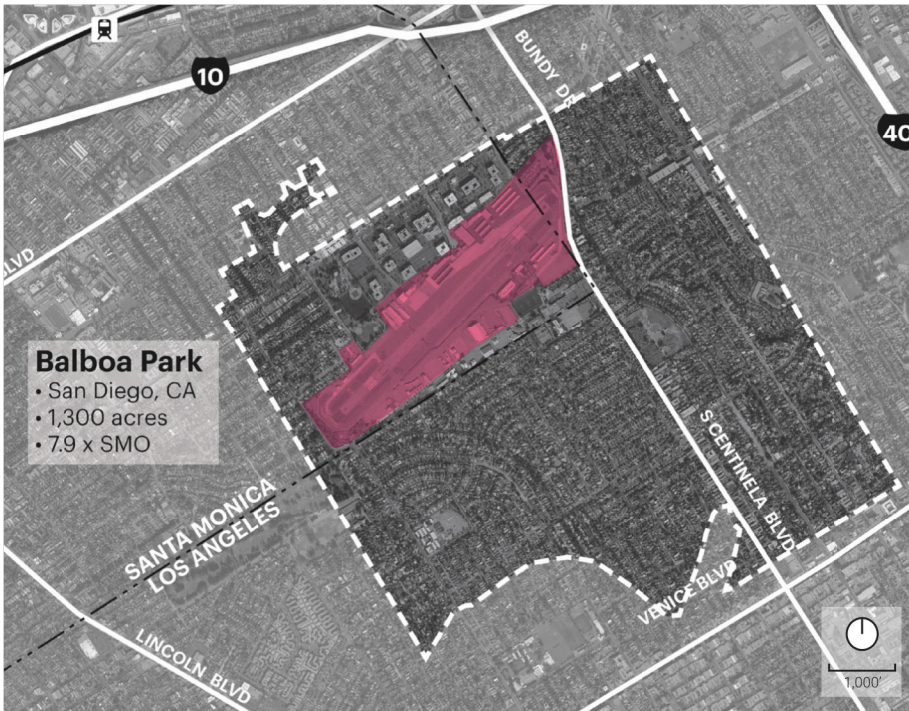 10
BUNDY DR
40
BLVD
Balboa Park
• San Diego, CA
• 1,300 acres
• 7.9 x SMO
SANTA MONICA
LOS ANGELES
S CENTINELA BLVD
VENICE BLVD
LINCOLN BLVD
1,000'